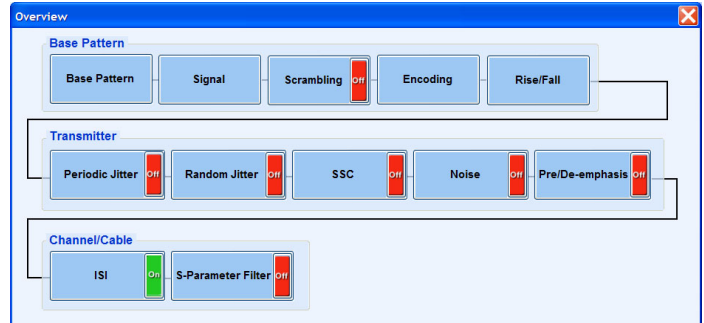 Overview
Base Pattern
Base Pattern Signal Scrambling Off Encoding Rise/Fall
Transmitter
Periodic Jitter Off Random Jitter Off SSC Off Noise Off Pre/De-emphasis Off
Channel/Cable
ISI On S-Parameter Filter Off